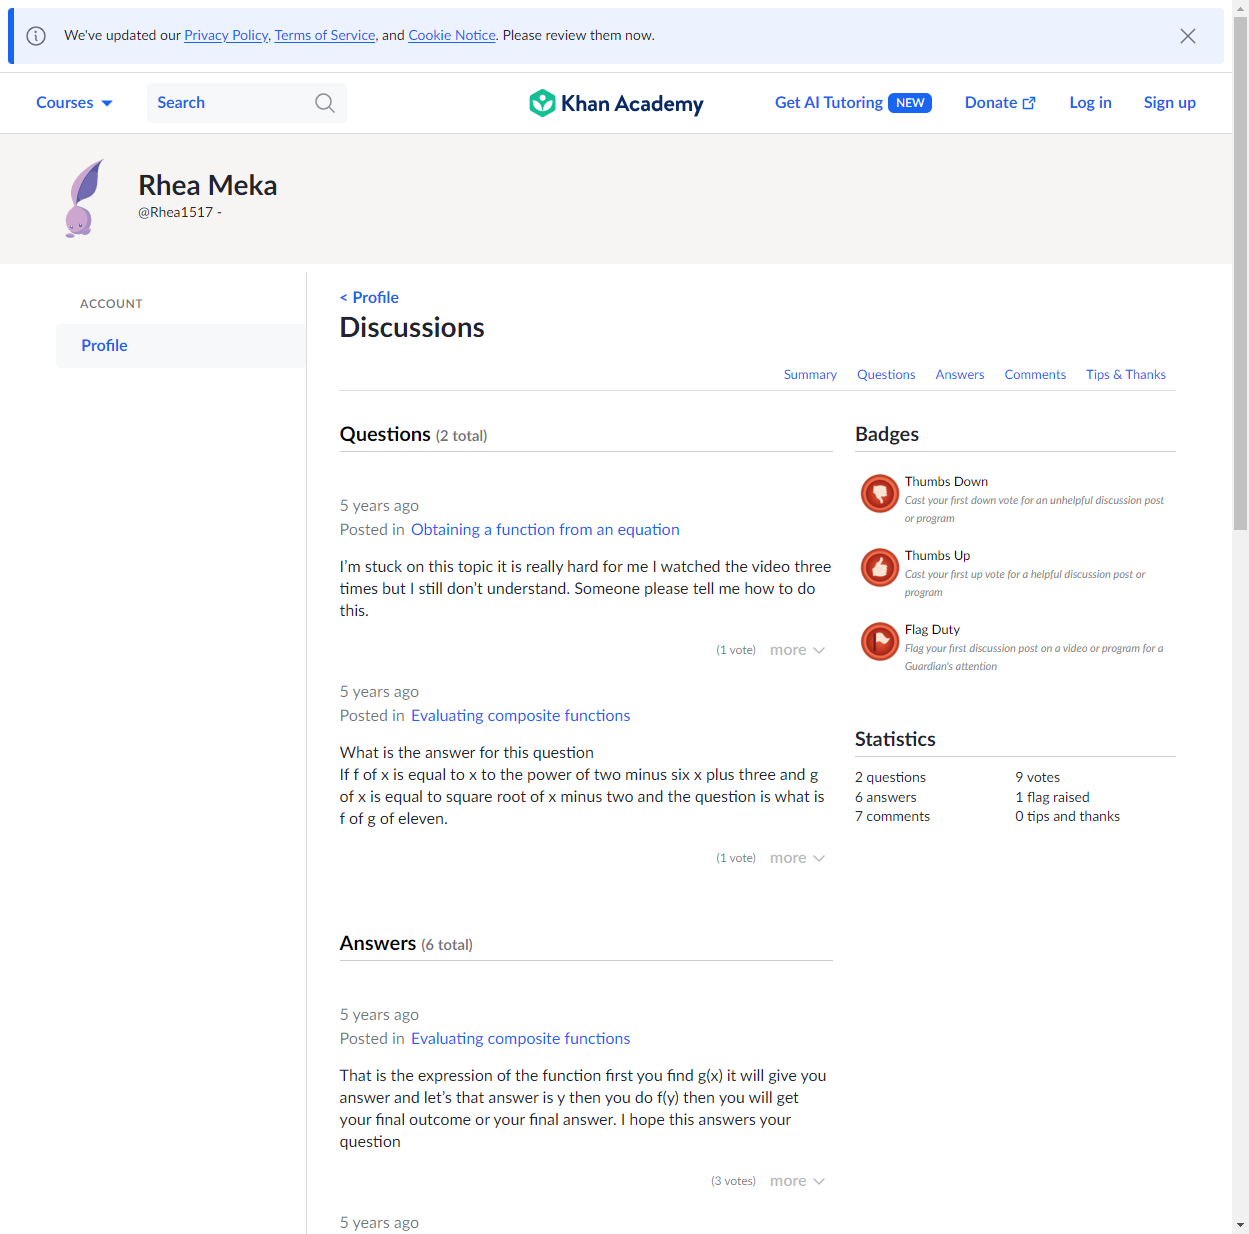 We've updated our Privacy Policy, Terms of Service, and Cookie Notice. Please review them now.
Courses
Search
Khan Academy
Get AI Tutoring NEW
Donate
Log in
Sign up
Rhea Meka
@Rhea1517 -
ACCOUNT
Profile
< Profile
Discussions
Summary
Questions
Answers
Comments
Tips & Thanks
Questions (2 total)
5 years ago
Posted in Obtaining a function from an equation
I'm stuck on this topic it is really hard for me I watched the video three
times but I still don't understand. Someone please tell me how to do
this.
(1 vote) more
5 years ago
Posted in Evaluating composite functions
What is the answer for this question
If f of x is equal to x to the power of two minus six x plus three and g
of x is equal to square root of x minus two and the question is what is
f of g of eleven.
(1 vote) more
Answers (6 total)
5 years ago
Posted in Evaluating composite functions
That is the expression of the function first you find g(x) it will give you
answer and let's that answer is y then you do f(y) then you will get
your final outcome or your final answer. I hope this answers your
question
(3 votes) more
5 years ago
Badges
Thumbs Down
Cast your first down vote for an unhelpful discussion post
or program
Thumbs Up
Cast your first up vote for a helpful discussion post or
program
Flag Duty
Flag your first discussion post on a video or program for a
Guardian's attention
Statistics
2 questions
9 votes
6 answers
1 flag raised
7 comments
0 tips and thanks